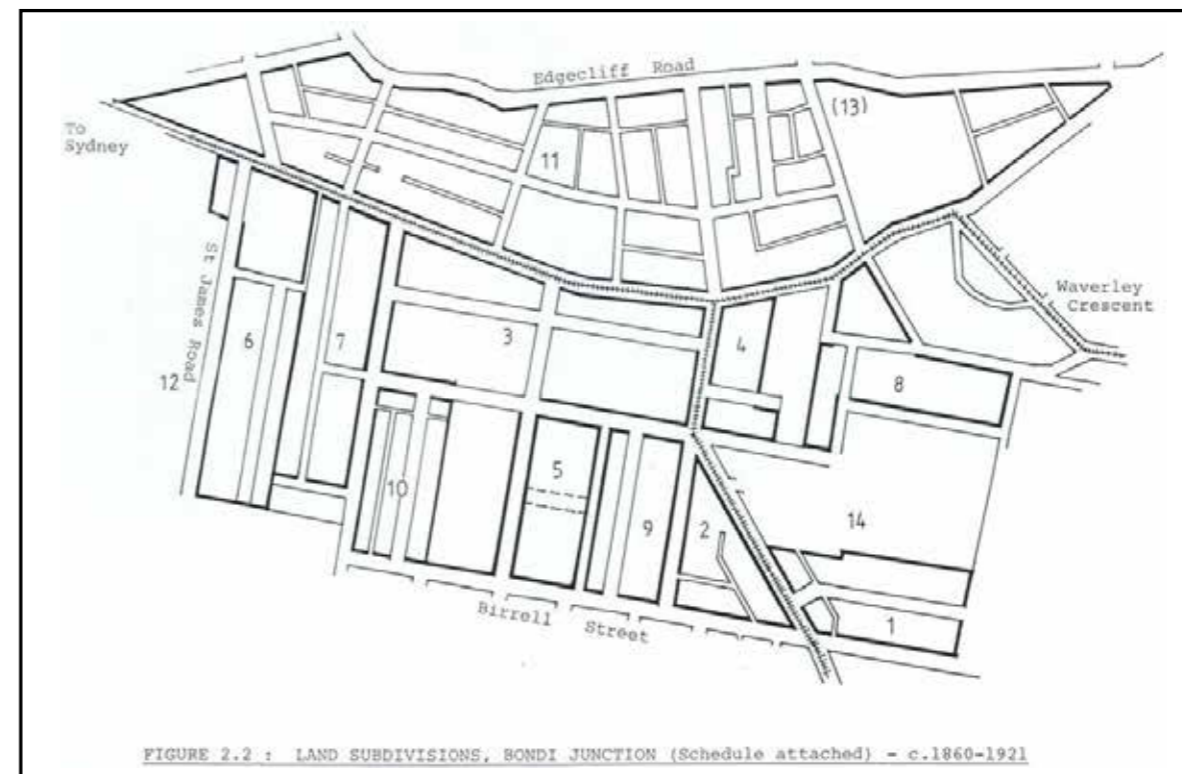 Edgecliff Road
(13)
To
Sydney
11
St. James Road
Waverley
Crescent
6
7
3
4
8
12
10
5
9
2
14
1
Birrell Street
FIGURE 2.2 : LAND SUBDIVISIONS, BONDI JUNCTION (Schedule attached) - c.1860-1921